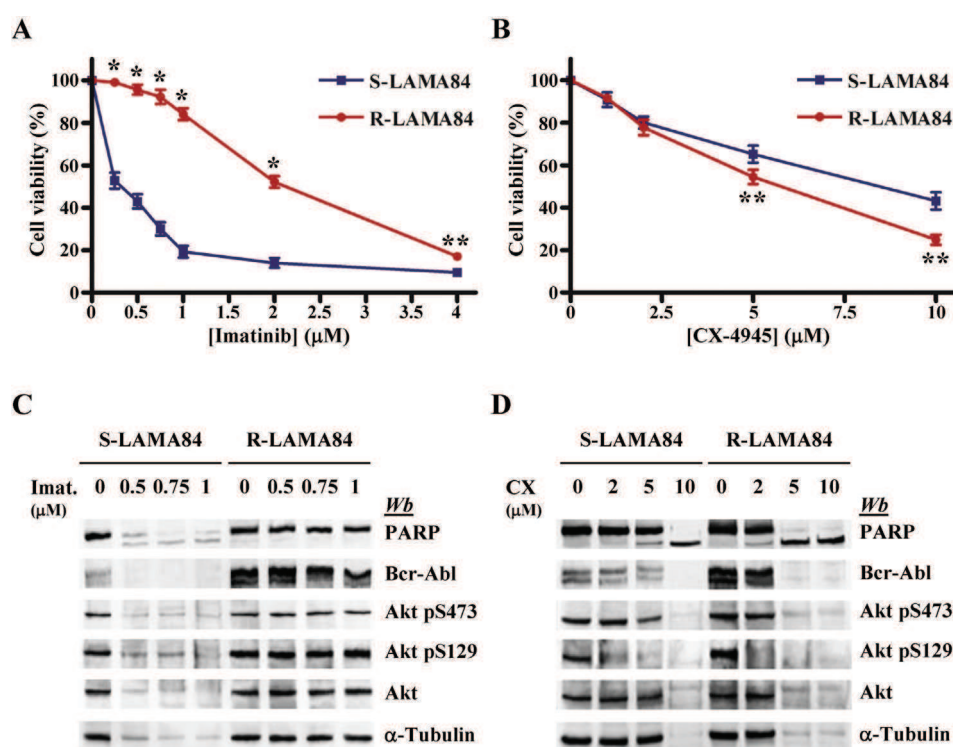 A
B
Cell viability (%)
100
80
60
40
20
0
* * * * * **
S-LAMA84
R-LAMA84
0 0.5 1 1.5 2 2.5 3 3.5 4
[Imatinib] (μM)
Cell viability (%)
100
80
60
40
20
0
** **
S-LAMA84
R-LAMA84
0 2.5 5 7.5 10
[CX-4945] (μM)
C
S-LAMA84 R-LAMA84
Imat. 0 0.5 0.75 1 0 0.5 0.75 1
(μM) Wb
PARP
Bcr-Abl
Akt pS473
Akt pS129
Akt
α-Tubulin
D
S-LAMA84 R-LAMA84
CX 0 2 5 10 0 2 5 10
(μM) Wb
PARP
Bcr-Abl
Akt pS473
Akt pS129
Akt
α-Tubulin